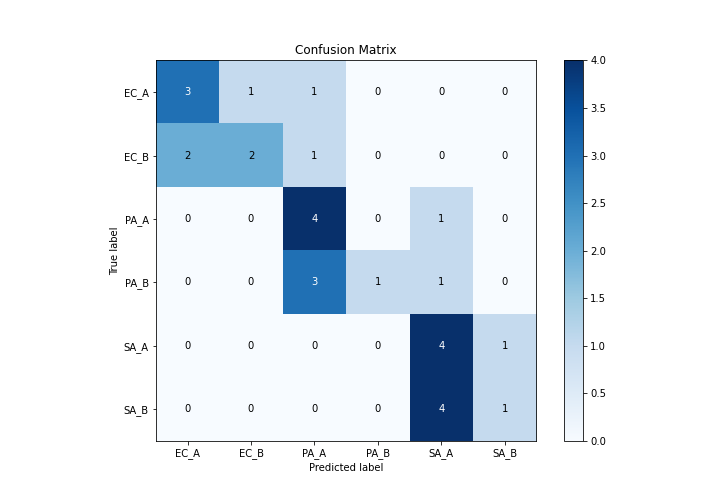 Confusion Matrix
EC_A 3 1 1 0 0 0
EC_B 2 2 1 0 0 0
PA_A 0 0 4 0 1 0
PA_B 0 0 3 1 1 0
SA_A 0 0 0 0 4 1
SA_B 0 0 0 0 4 1
EC_A EC_B PA_A PA_B SA_A SA_B
Predicted label
True label
4.0
3.5
3.0
2.5
2.0
1.5
1.0
0.5
0.0